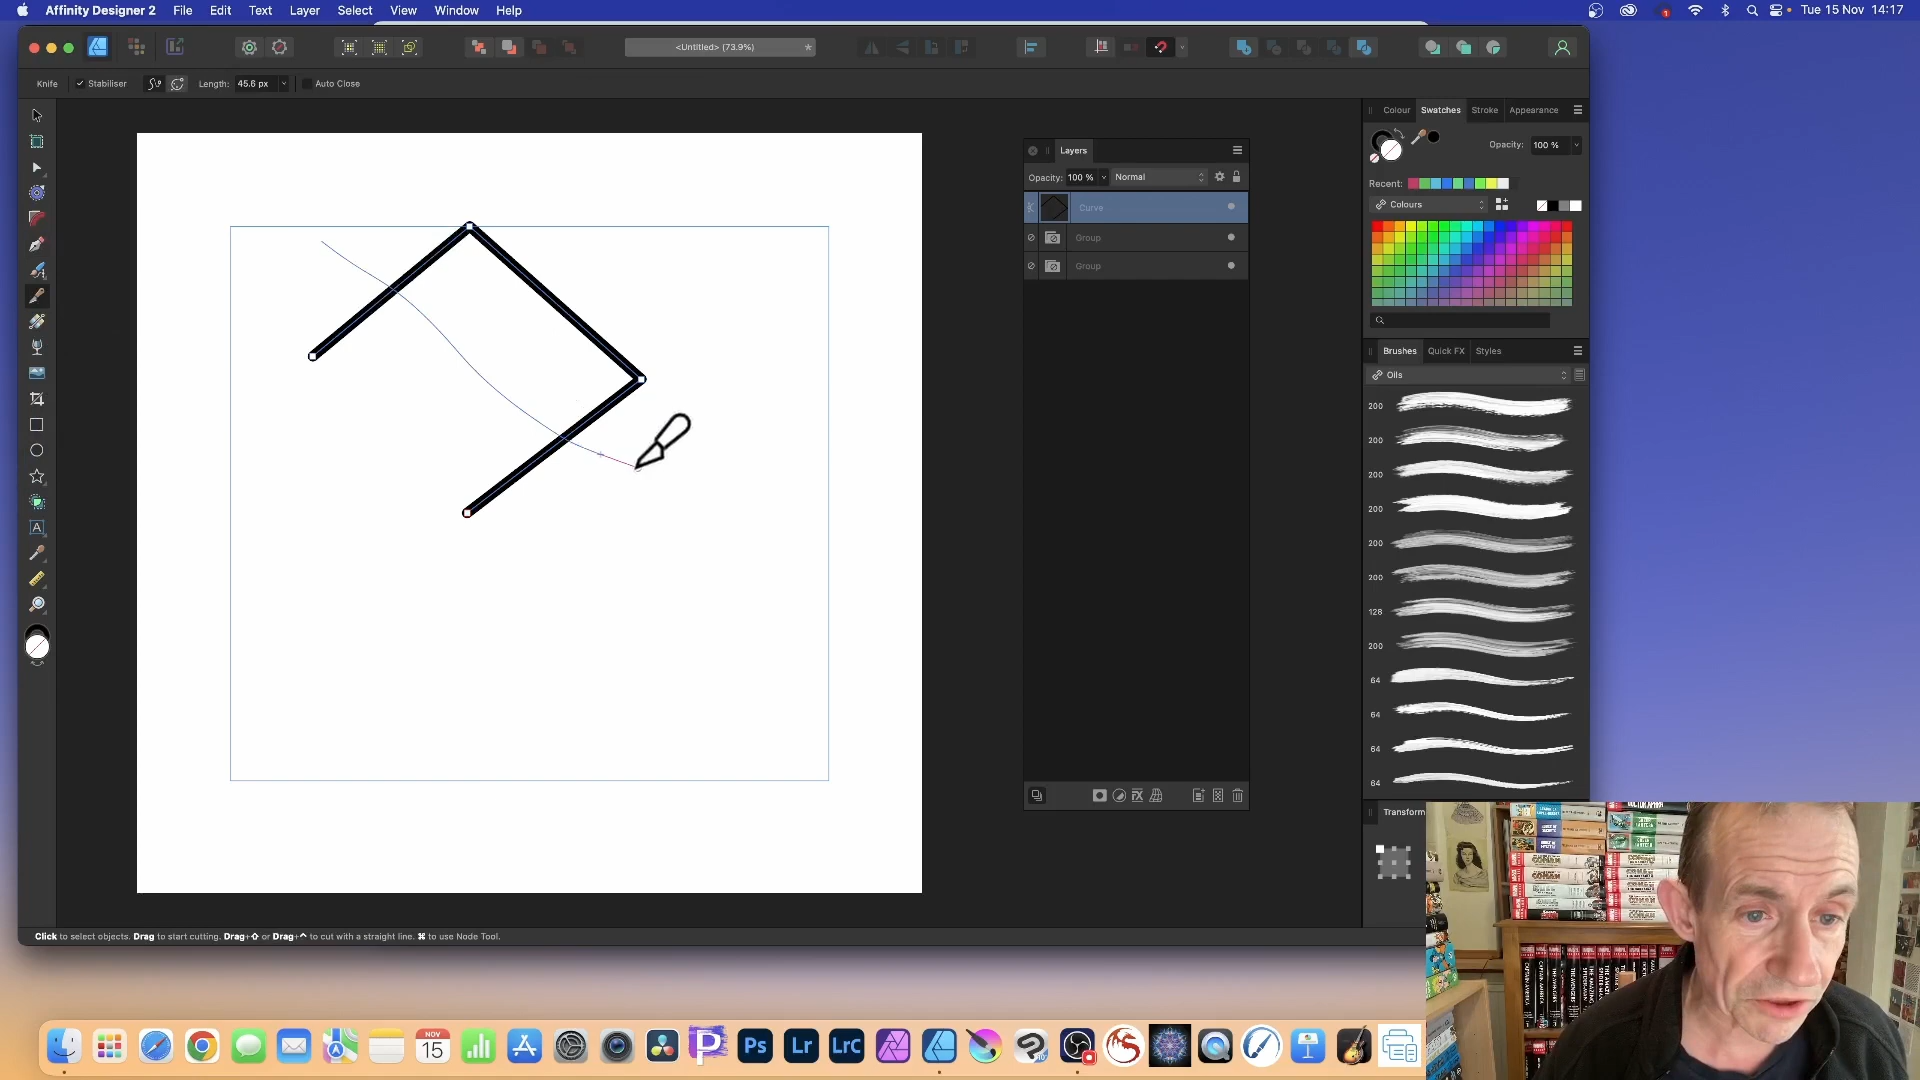 Affinity Designer 2 File Edit Text Layer Select View Window Help
1
Tue 15 Nov 14:17
<Untitled> (73.9%)
Knife Stabiliser Length: 45.6 px Auto Close
Colour Swatches Stroke Appearance
Opacity: 100 %
Recent:
Colours
Layers
Opacity: 100 % Normal
Curve
Group
Group
A
Brushes Quick FX Styles
Oils
200
200
200
200
200
200
128
200
64
64
64
64
Transform
Click to select objects. Drag to start cutting. Drag+⇧ or Drag+^ to cut with a straight line. ⌘ to use Node Tool.
NOV
15
Ps
Lr
LrC